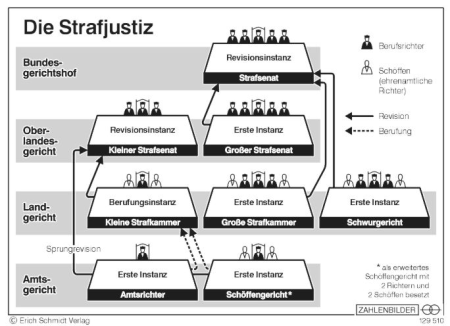 Die Strafjustiz
Bundes-
gerichtshof
Revisionsinstanz
Strafsenat
Berufsrichter
Schöffen
(ehrenamtliche
Richter)
Revision
Berufung
Ober-
landes-
gericht
Revisionsinstanz
Kleiner Strafsenat
Erste Instanz
Großer Strafsenat
Land-
gericht
Berufungsinstanz
Kleine Strafkammer
Erste Instanz
Große Strafkammer
Erste Instanz
Schwurgericht
Sprungrevision
Amts-
gericht
Erste Instanz
Amtsrichter
Erste Instanz
Schöffengericht*
* als erweitertes
Schöffengericht mit
2 Richtern und
2 Schöffen besetzt
ZAHLENBILDER
© Erich Schmidt Verlag
129 510